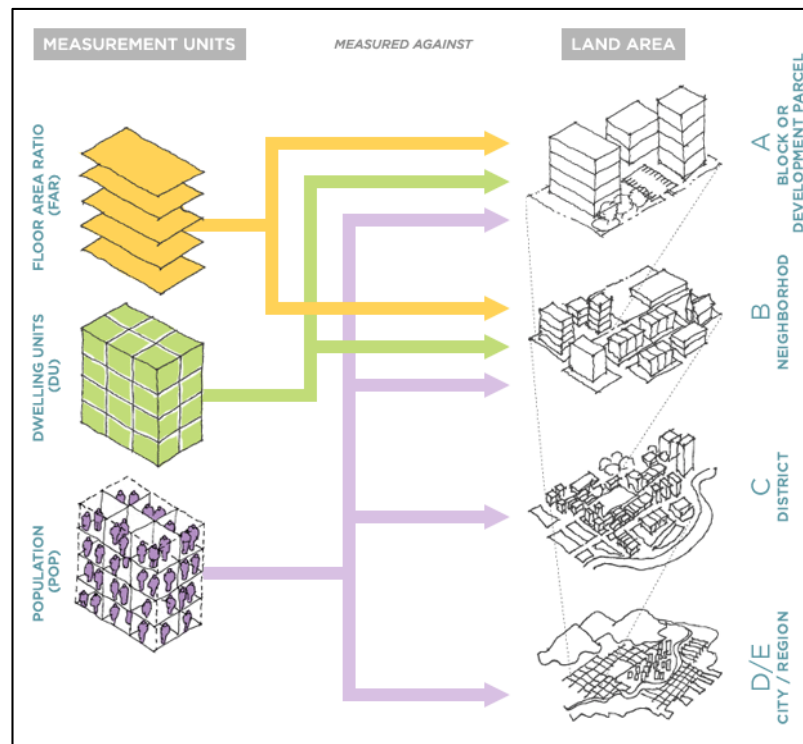 MEASUREMENT UNITS
MEASURED AGAINST
LAND AREA
FLOOR AREA RATIO
(FAR)
DWELLING UNITS
(DU)
POPULATION
(POP)
A
BLOCK OR
DEVELOPMENT PARCEL
B
NEIGHBORHOD
C
DISTRICT
D/E
CITY / REGION